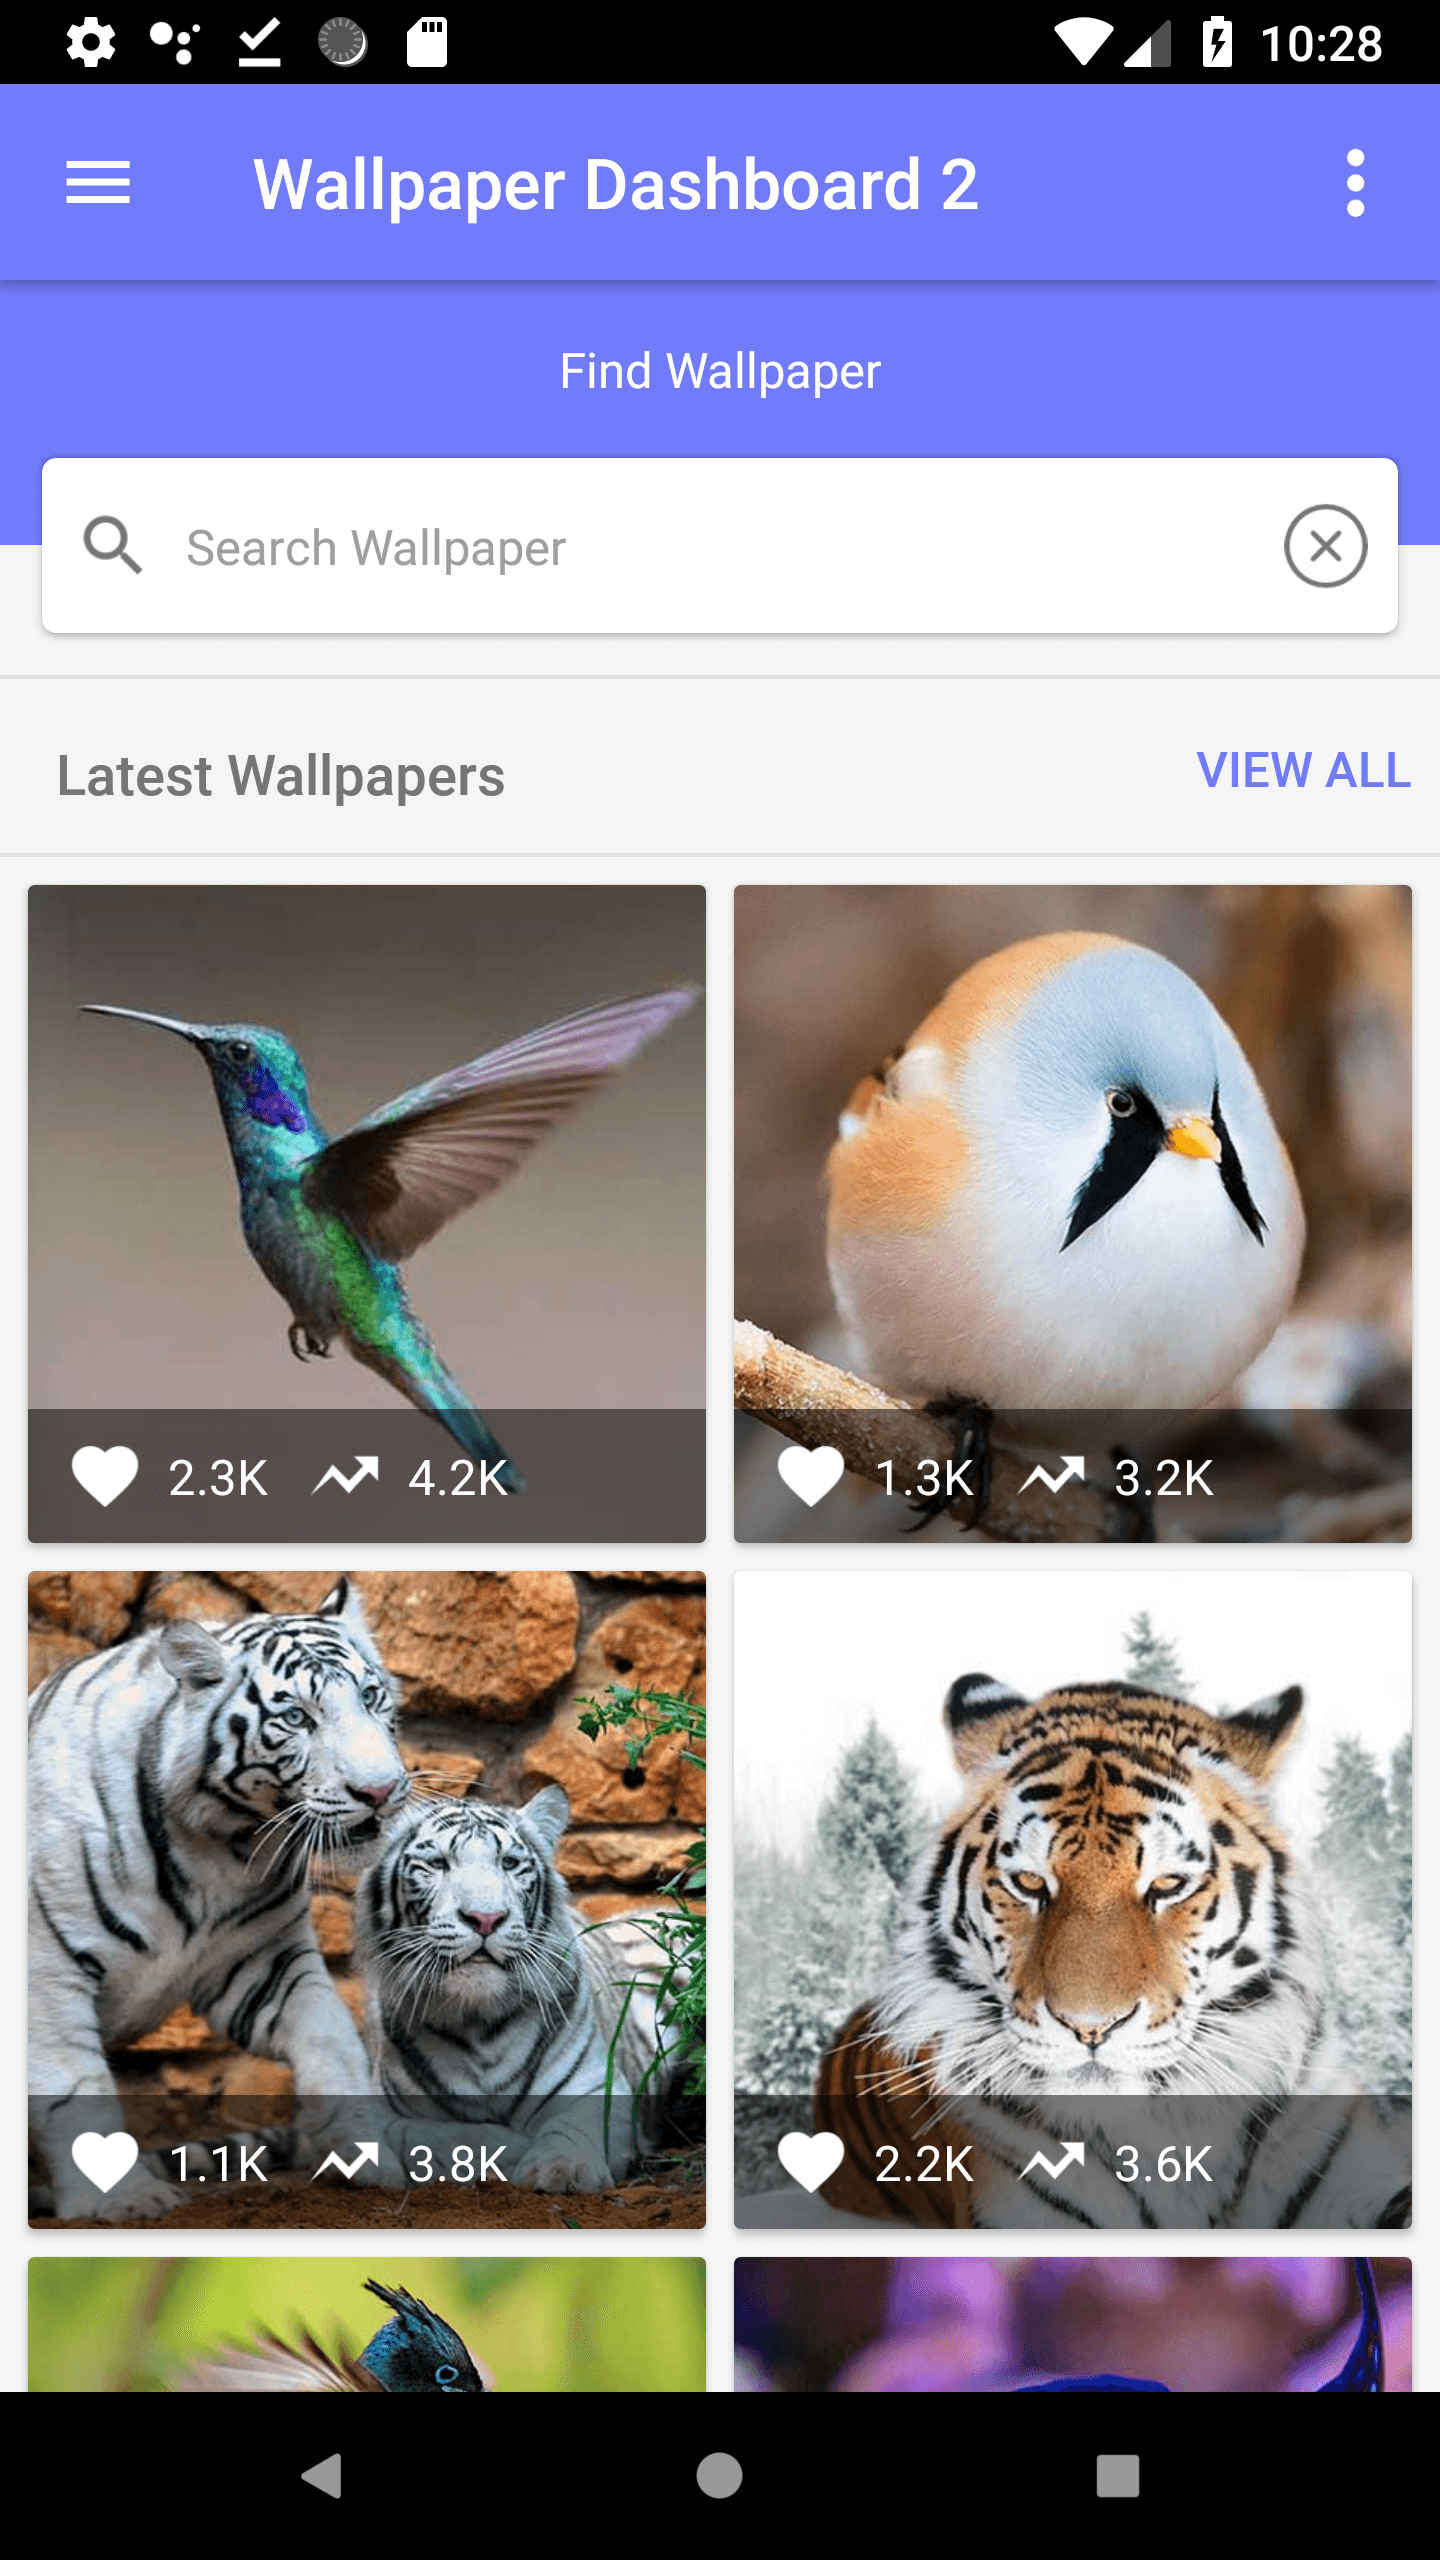 10:28
Wallpaper Dashboard 2
Find Wallpaper
Search Wallpaper
Latest Wallpapers
VIEW ALL
2.3K 4.2K
1.3K 3.2K
1.1K 3.8K
2.2K 3.6K